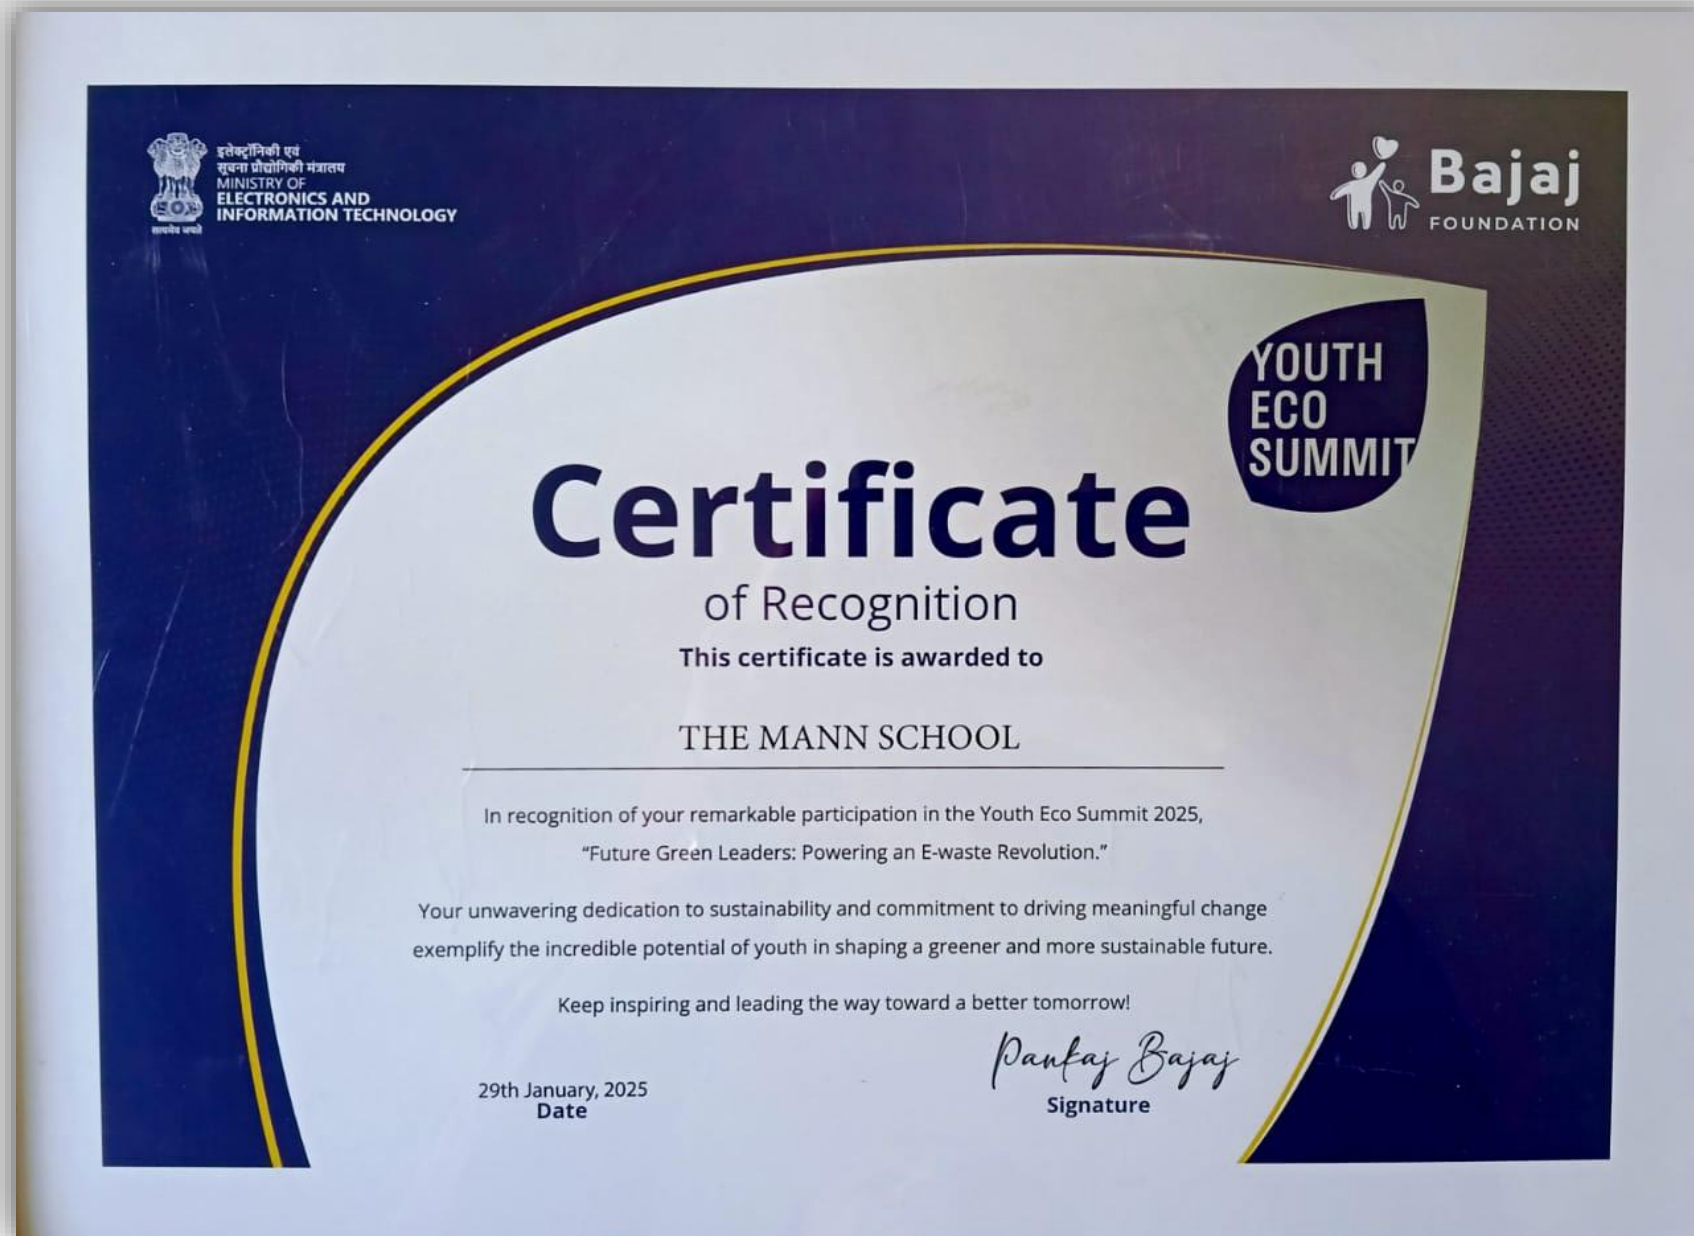 इलेक्ट्रॉनिकी एवं
सूचना प्रौद्योगिकी मंत्रालय
MINISTRY OF
ELECTRONICS AND
INFORMATION TECHNOLOGY
सत्यमेव जयते
Bajaj
FOUNDATION
YOUTH
ECO
SUMMIT
Certificate
of Recognition
This certificate is awarded to
THE MANN SCHOOL
In recognition of your remarkable participation in the Youth Eco Summit 2025,
“Future Green Leaders: Powering an E-waste Revolution.”
Your unwavering dedication to sustainability and commitment to driving meaningful change
exemplify the incredible potential of youth in shaping a greener and more sustainable future.
Keep inspiring and leading the way toward a better tomorrow!
Pankaj Bajaj
29th January, 2025
Date
Signature